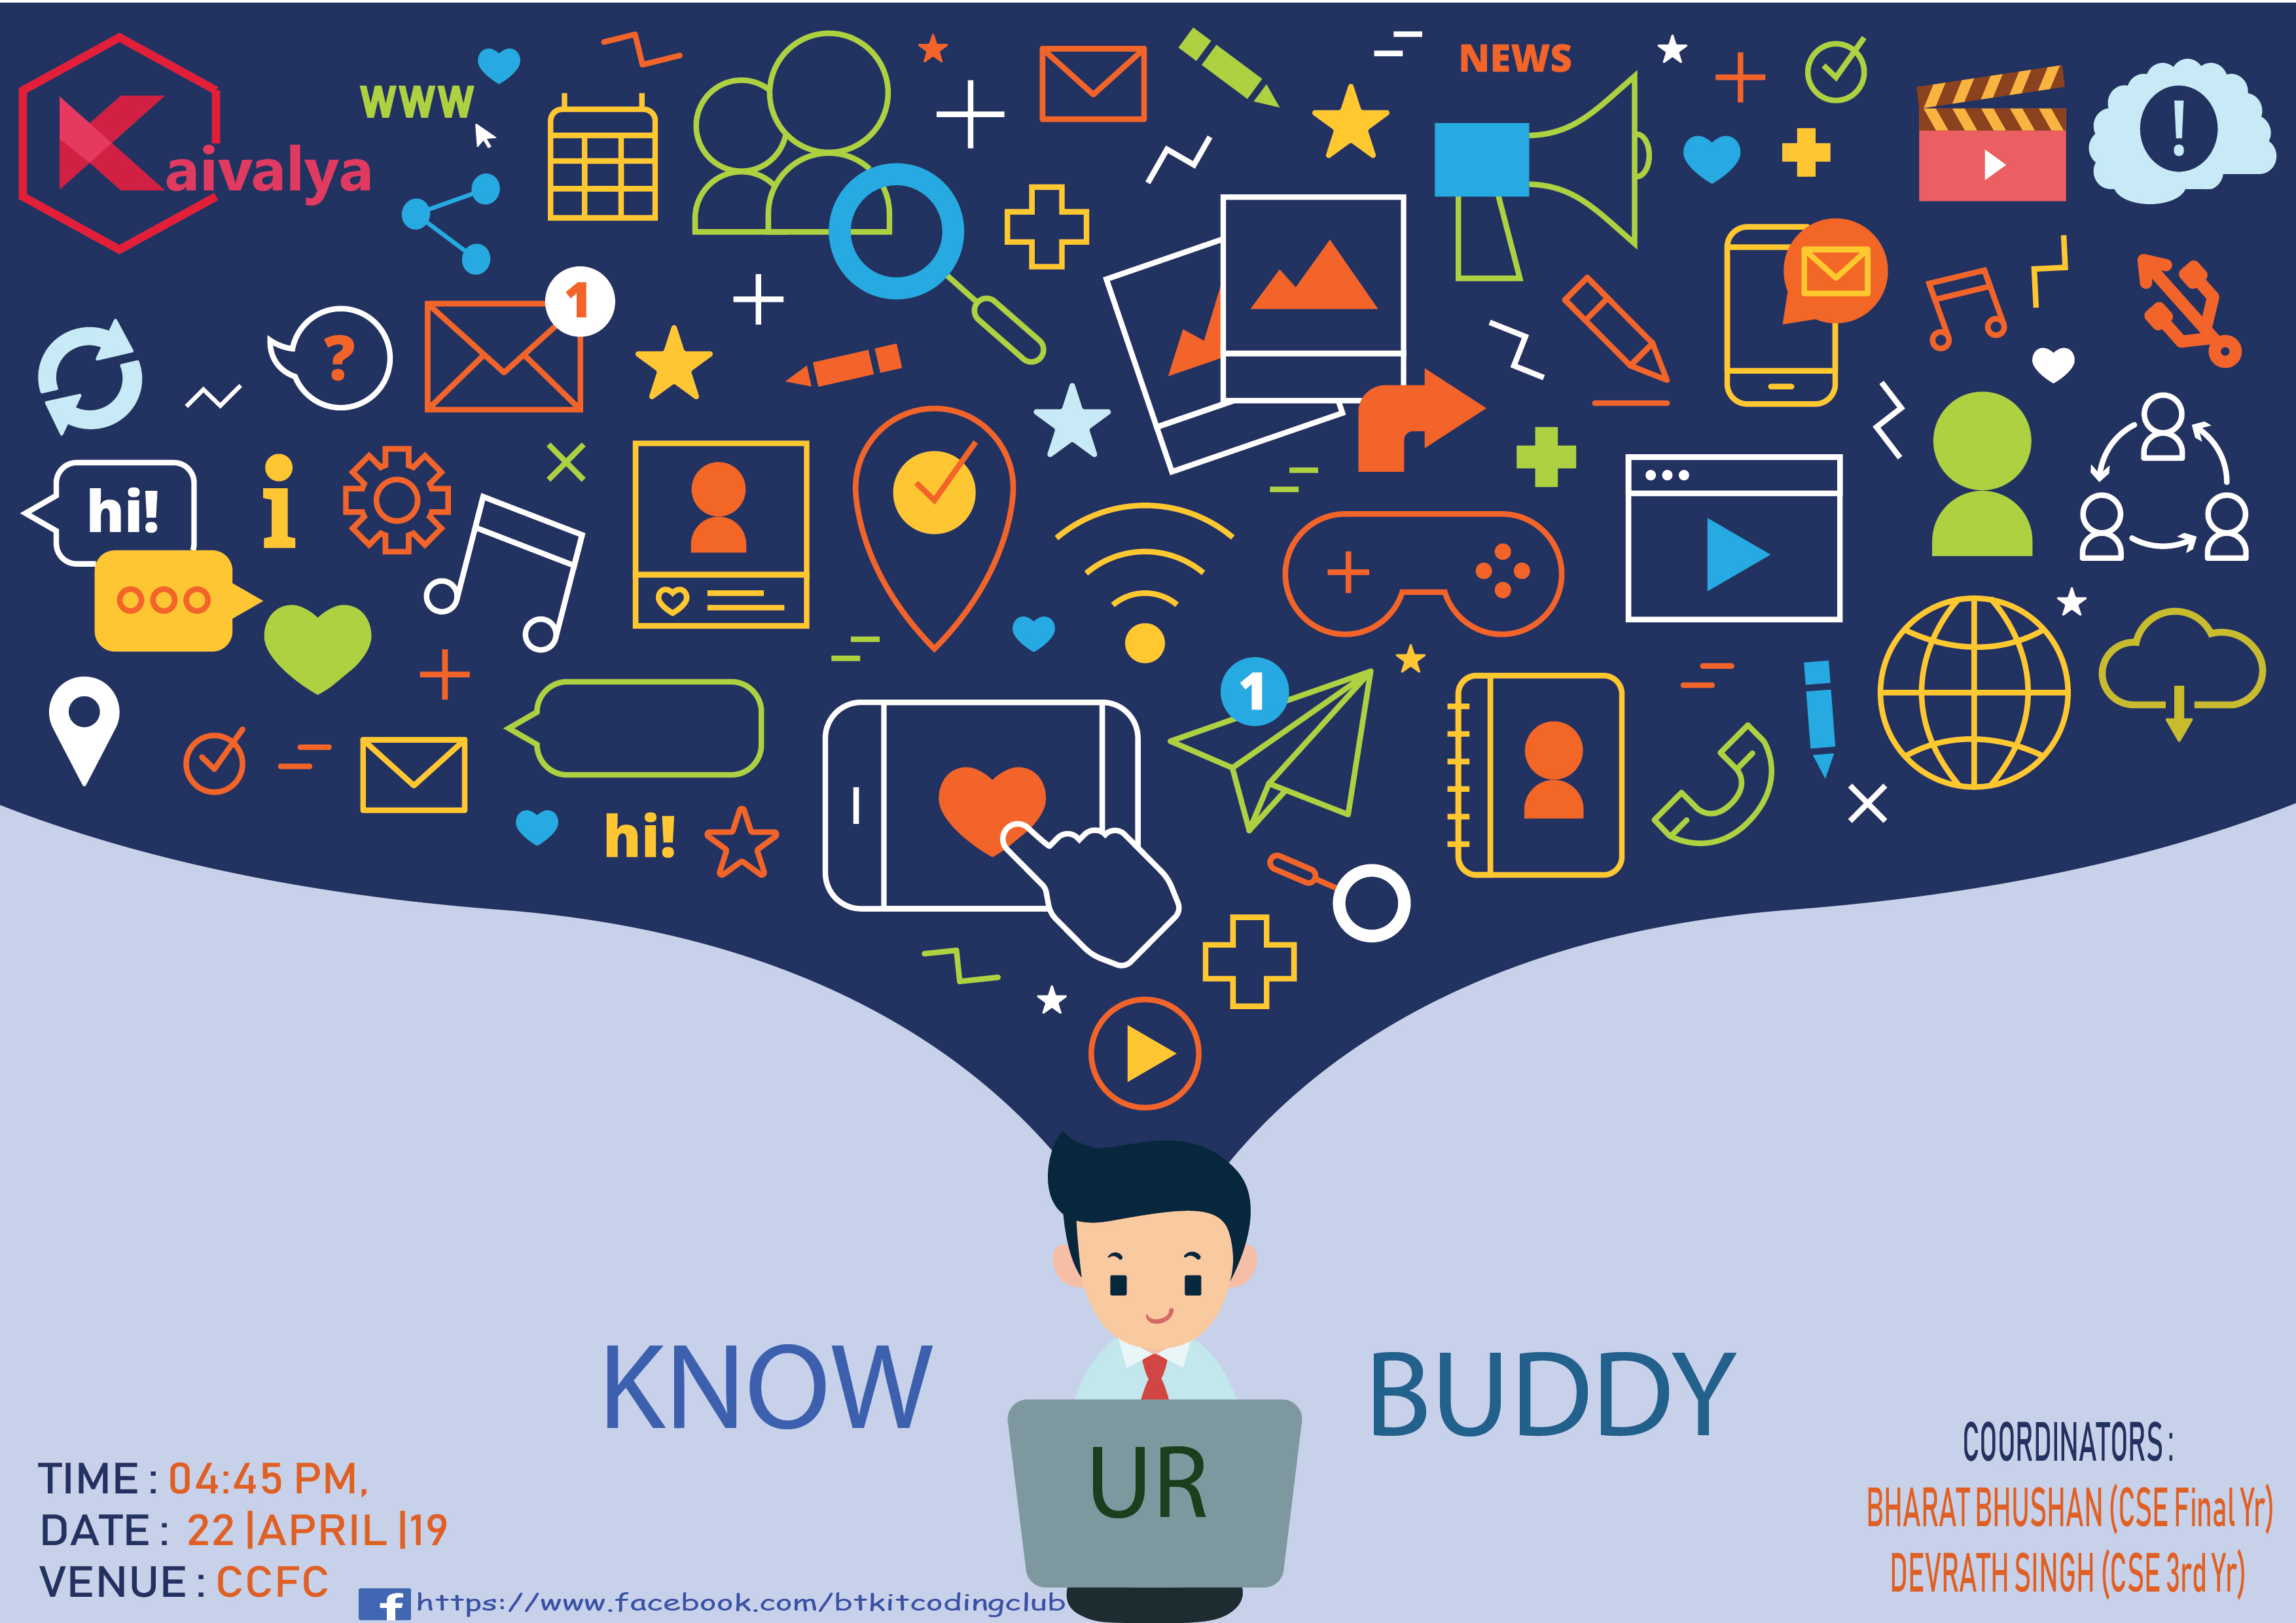 Kaivalya
www
NEWS
!
?
1
hi!
i
1
hi!
KNOW
UR
BUDDY
TIME : 04:45 PM,
DATE : 22 |APRIL |19
VENUE : CCFC
f https://www.facebook.com/btkitcodingclub
COORDINATORS :
BHARAT BHUSHAN (CSE Final Yr)
DEVRATH SINGH (CSE 3rd Yr)